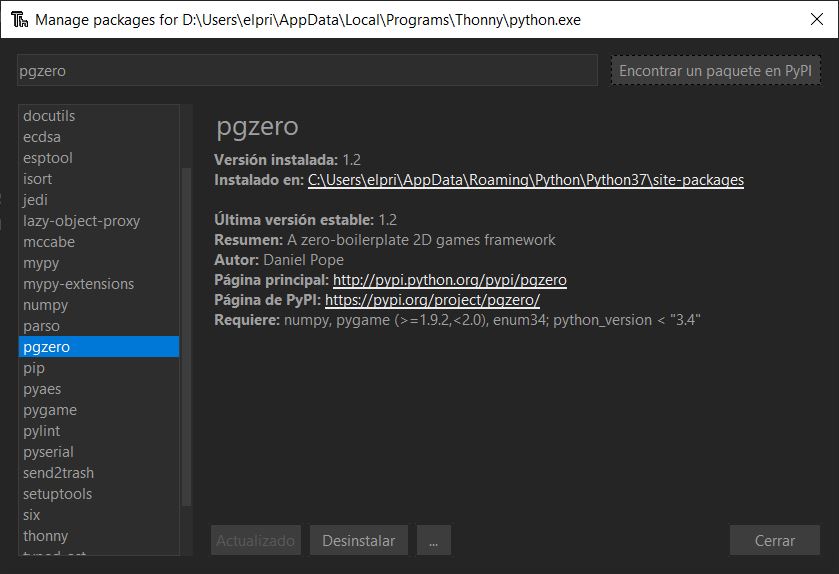 Manage packages for D:\Users\elpri\AppData\Local\Programs\Thonny\python.exe
pgzero
Encontrar un paquete en PyPI
docutils
ecdsa
esptool
isort
jedi
lazy-object-proxy
mccabe
mypy
mypy-extensions
numpy
parso
pgzero
pip
pyaes
pygame
pylint
pyserial
send2trash
setuptools
six
thonny
pgzero
Versión instalada: 1.2
Instalado en: C:\Users\elpri\AppData\Roaming\Python\Python37\site-packages
Última versión estable: 1.2
Resumen: A zero-boilerplate 2D games framework
Autor: Daniel Pope
Página principal: http://pypi.python.org/pypi/pgzero
Página de PyPI: https://pypi.org/project/pgzero/
Requiere: numpy, pygame (>=1.9.2,<2.0), enum34; python_version < "3.4"
Actualizado
Desinstalar
...
Cerrar